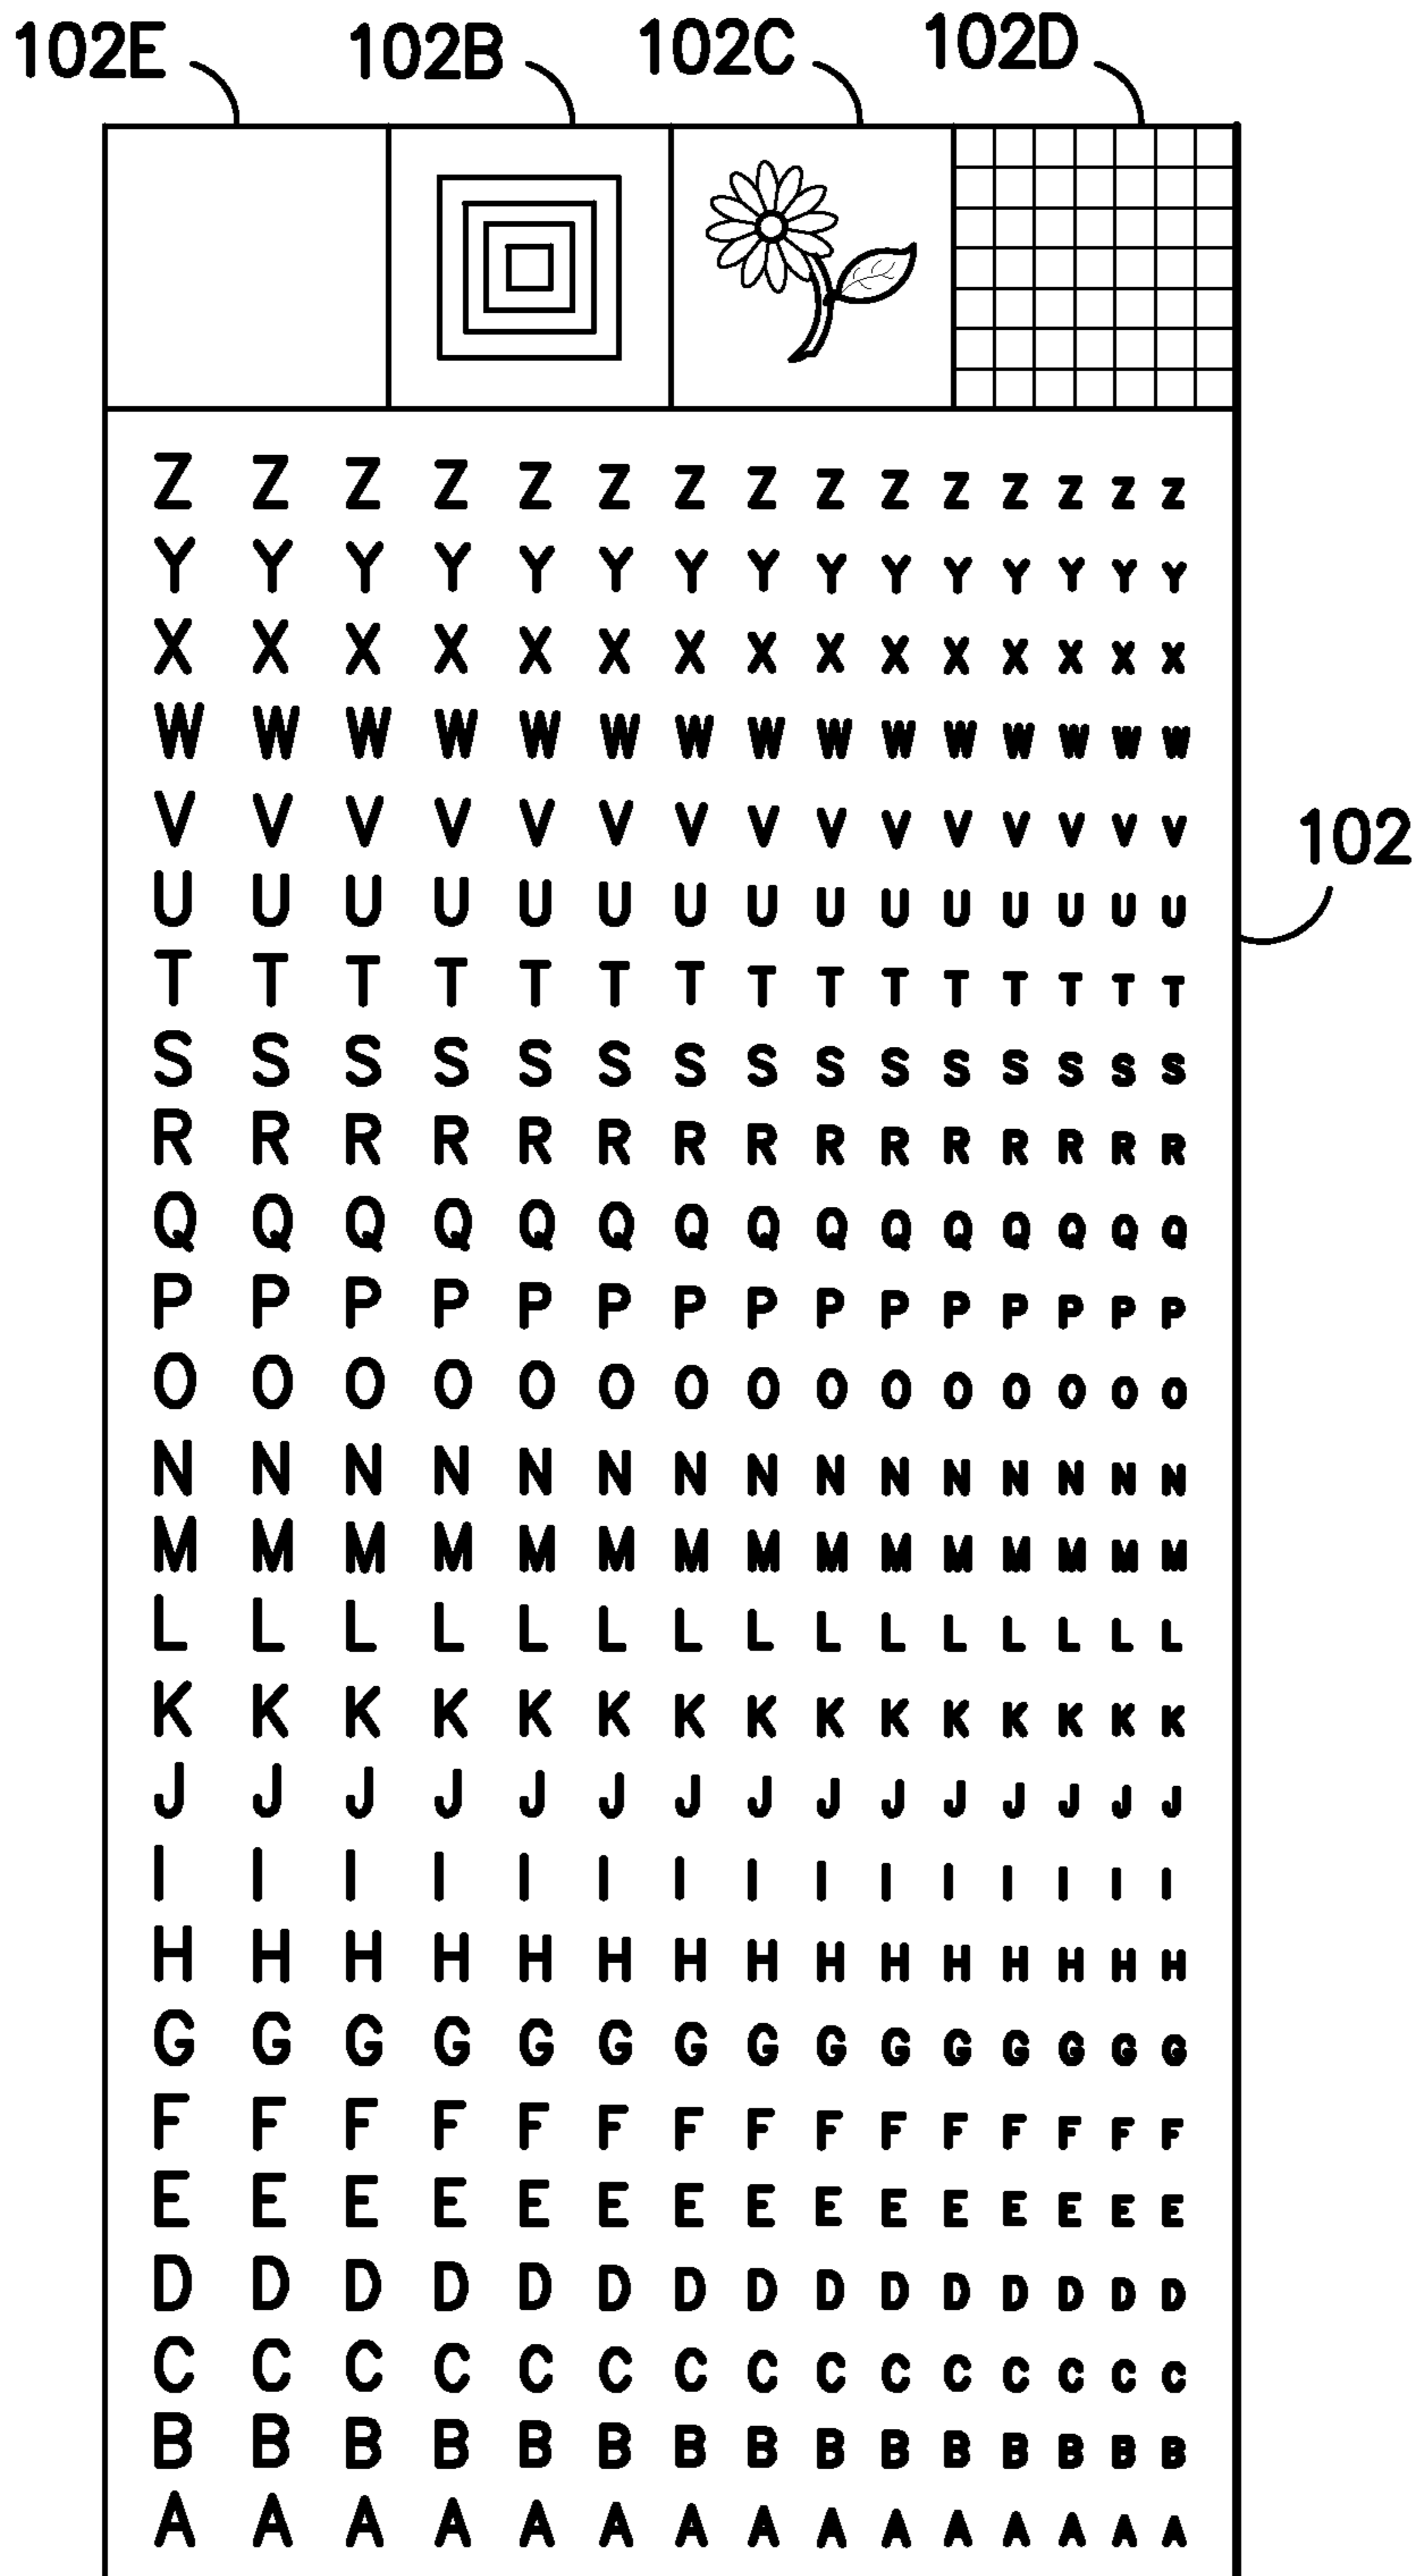 102E 102B 102C 102D
Z Z Z Z Z Z Z Z Z Z Z Z Z Z Z
Y Y Y Y Y Y Y Y Y Y Y Y Y Y Y
X X X X X X X X X X X X X X X
W W W W W W W W W W W W W W W
V V V V V V V V V V V V V V V
102
U U U U U U U U U U U U U U U
T T T T T T T T T T T T T T T
S S S S S S S S S S S S S S S
R R R R R R R R R R R R R R R
Q Q Q Q Q Q Q Q Q Q Q Q Q Q Q
P P P P P P P P P P P P P P P
O O O O O O O O O O O O O O O
N N N N N N N N N N N N N N N
M M M M M M M M M M M M M M M
L L L L L L L L L L L L L L L
K K K K K K K K K K K K K K K
J J J J J J J J J J J J J J J
I I I I I I I I I I I I I I I
H H H H H H H H H H H H H H H
G G G G G G G G G G G G G G G
F F F F F F F F F F F F F F F
E E E E E E E E E E E E E E E
D D D D D D D D D D D D D D D
C C C C C C C C C C C C C C C
B B B B B B B B B B B B B B B
A A A A A A A A A A A A A A A